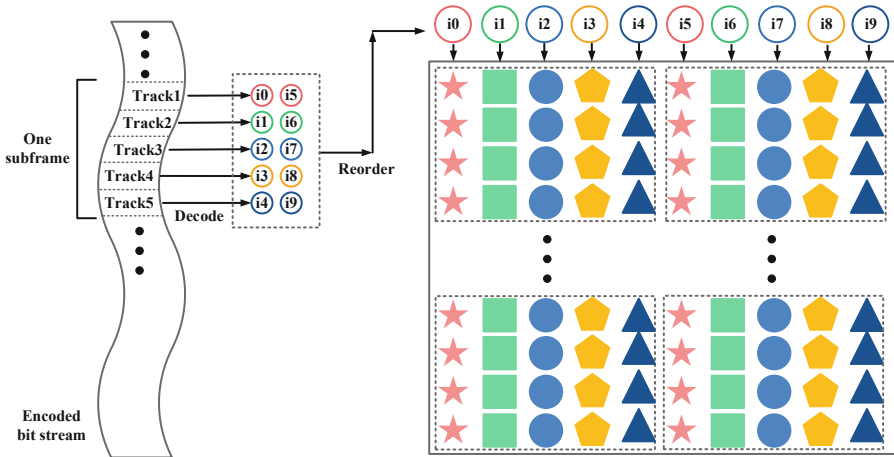 i0 i1 i2 i3 i4 i5 i6 i7 i8 i9
One
subframe
Track1
Track2
Track3
Track4
Track5
Decode
i0 i5
i1 i6
i2 i7
i3 i8
i4 i9
Reorder
Encoded
bit stream